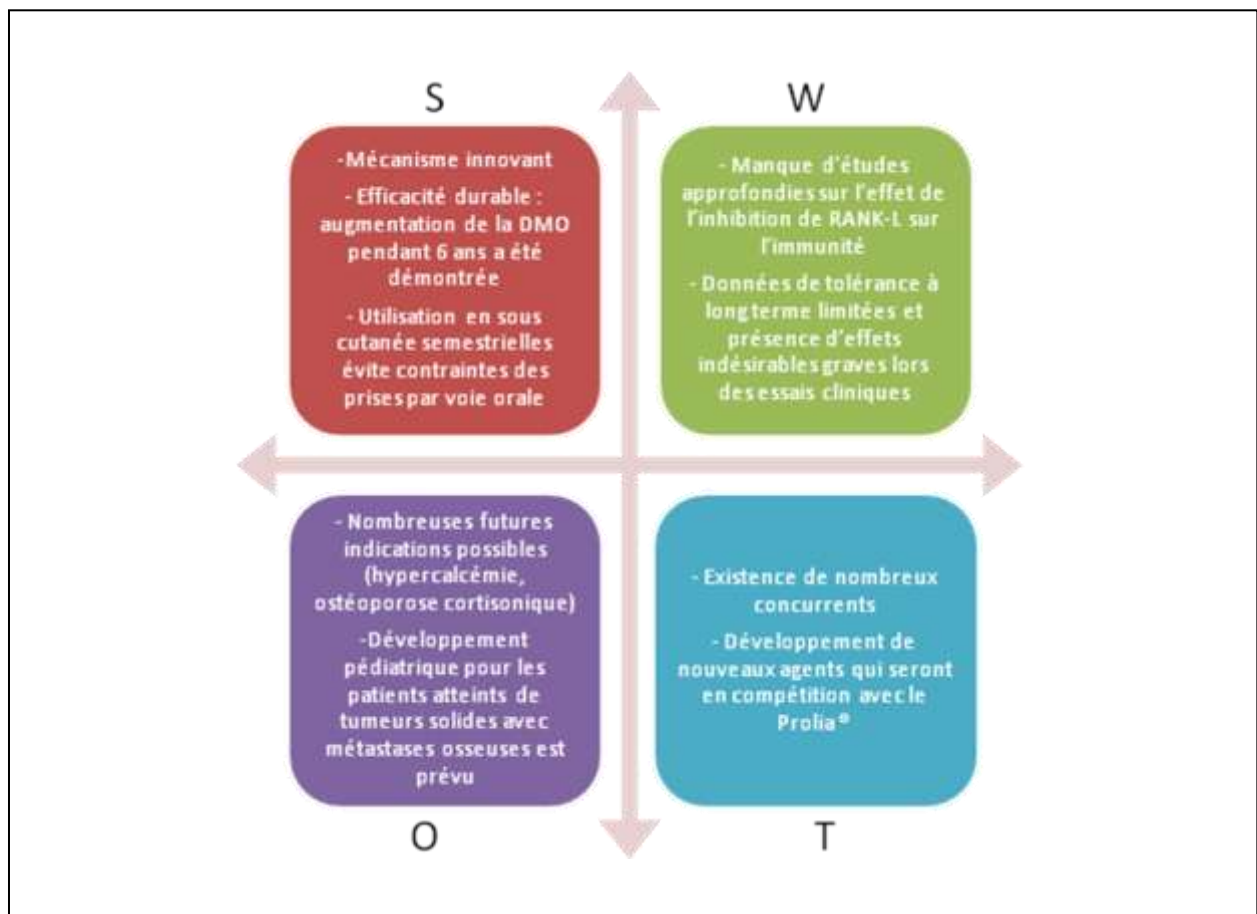 S
-Mécanisme innovant
- Efficacité durable :
augmentation de la DMO
pendant 6 ans a été
démontrée
- Utilisation en sous
cutanée semestrielles
évite contraintes des
prises par voie orale
W
- Manque d'études
approfondies sur l'effet de
l'inhibition de RANK-L sur
l'immunité
- Données de tolérance à
long terme limitées et
présence d'effets
indésirables graves lors
des essais cliniques
- Nombreuses futures
indications possibles
(hypercalcémie,
ostéoporose cortisonique)
-Développement
pédiatrique pour les
patients atteints de
tumeurs solides avec
métastases osseuses est
prévu
O
- Existence de nombreux
concurrents
- Développement de
nouveaux agents qui seront
en compétition avec le
Prolia®
T